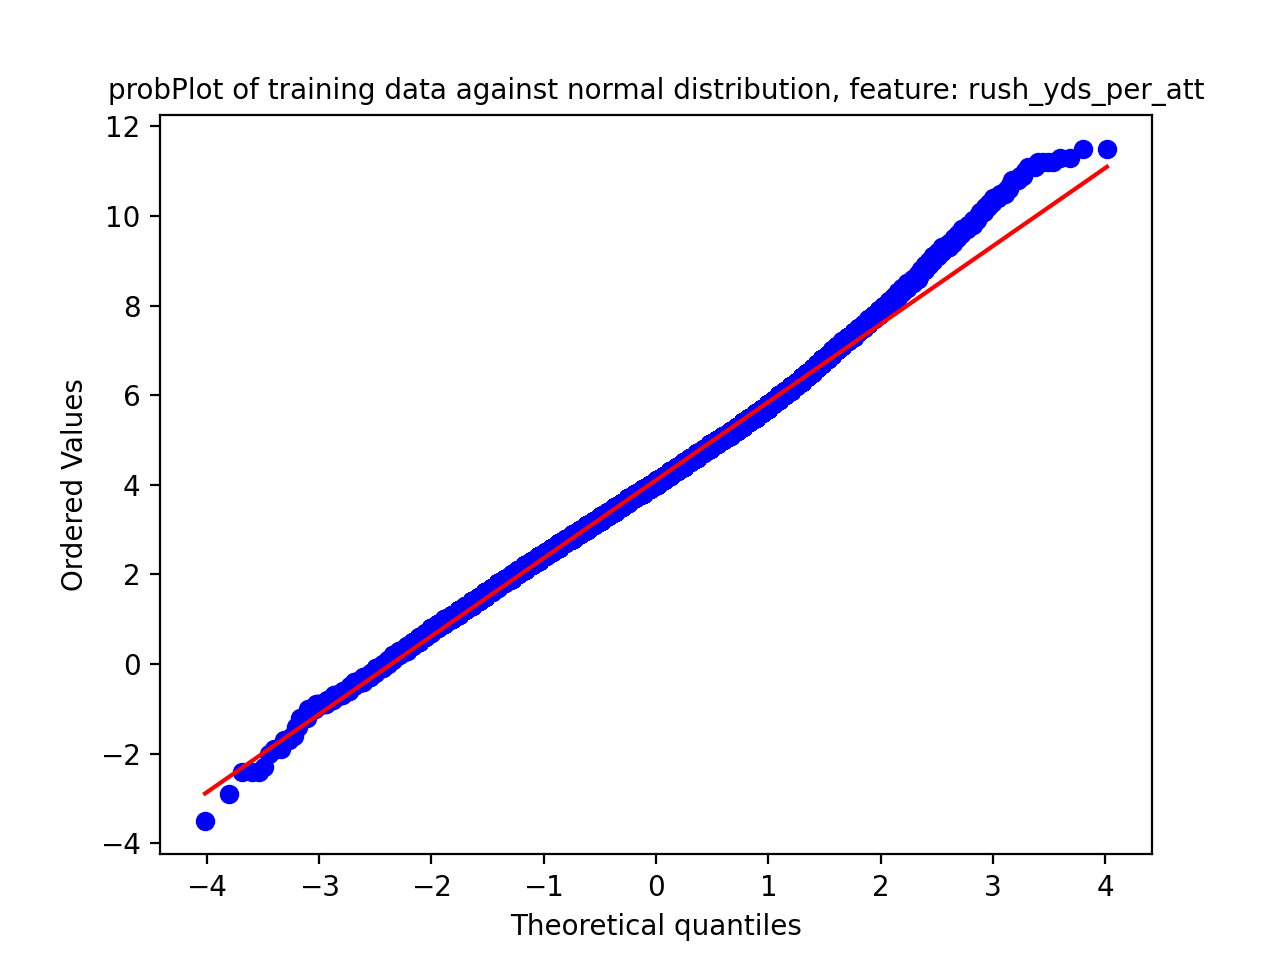 probPlot of training data against normal distribution, feature: rush_yds_per_att
12
10
8
6
4
2
0
−2
−4
Ordered Values
−4 −3 −2 −1 0 1 2 3 4
Theoretical quantiles